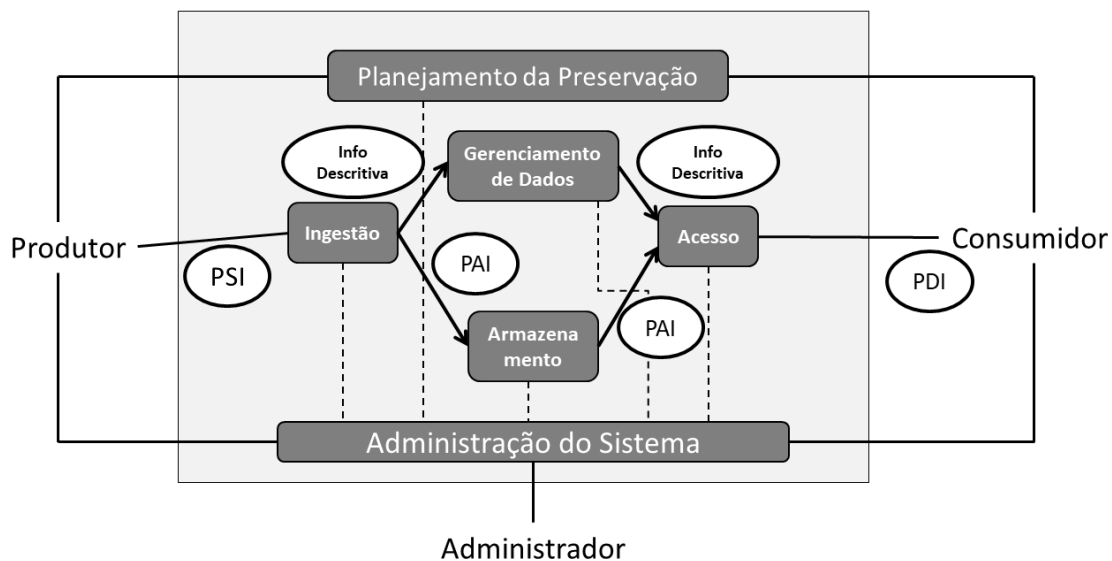 Planejamento da Preservação
Info
Descritiva
Gerenciamento
de Dados
Info
Descritiva
Ingestão
Acesso
Produtor
Consumidor
PSI
PAI
PDI
Armazena
mento
PAI
Administração do Sistema
Administrador